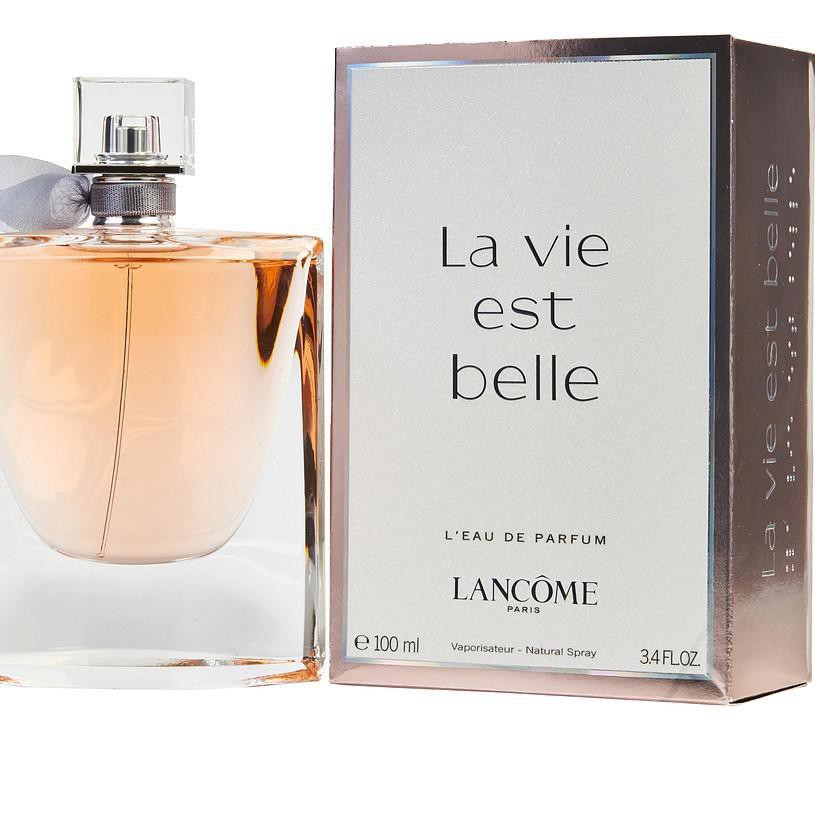 La vie
est
belle
L'EAU DE PARFUM
LANCÔME
PARIS
℮ 100 ml
Vaporisateur - Natural Spray
3.4 FL.OZ.
La vie est belle